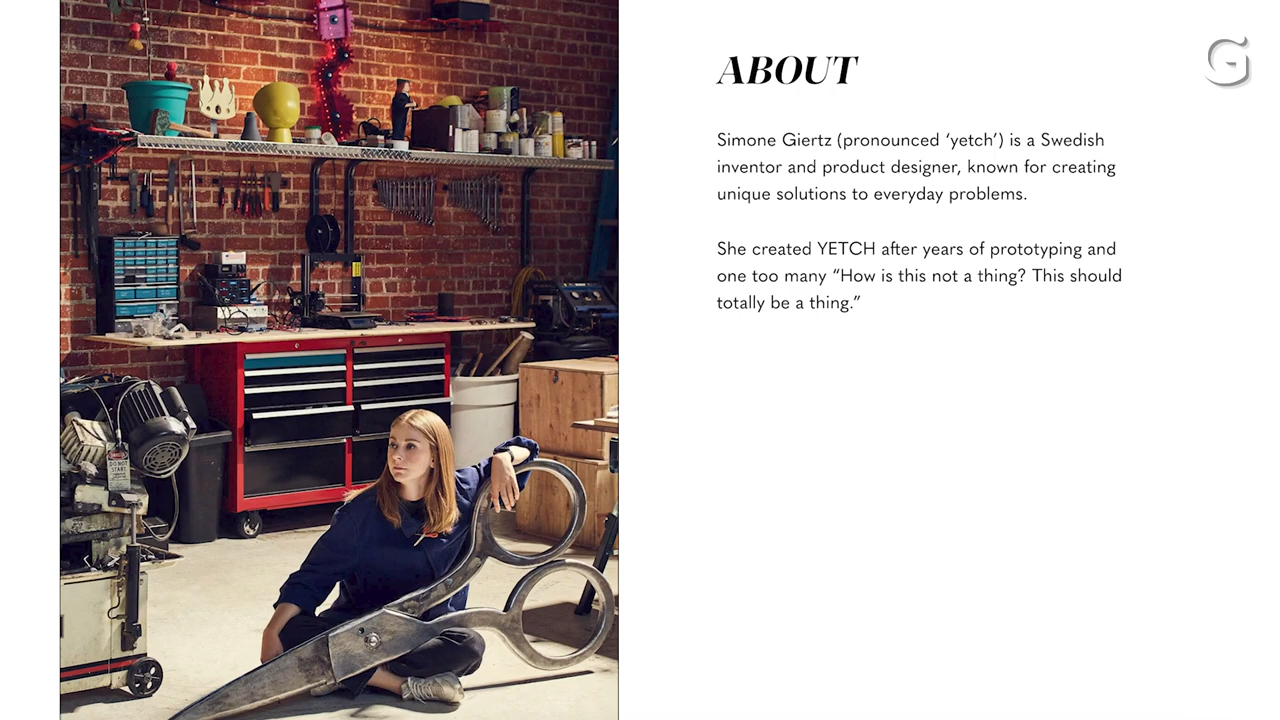 ABOUT
G
Simone Giertz (pronounced ‘yetch’) is a Swedish
inventor and product designer, known for creating
unique solutions to everyday problems.
She created YETCH after years of prototyping and
one too many “How is this not a thing? This should
totally be a thing.”
DANGER
DO NOT
START